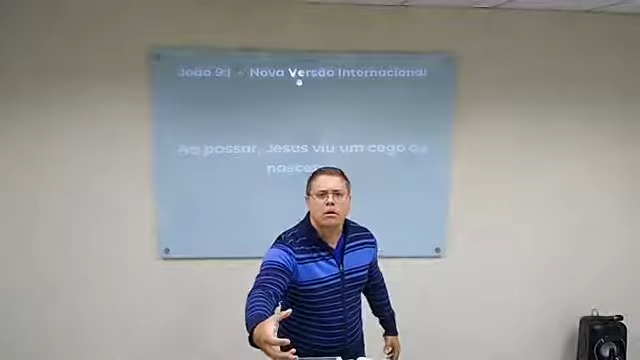 João 9:1 - Nova Versão Internacional
Ao passar, Jesus viu um cego de
nascença